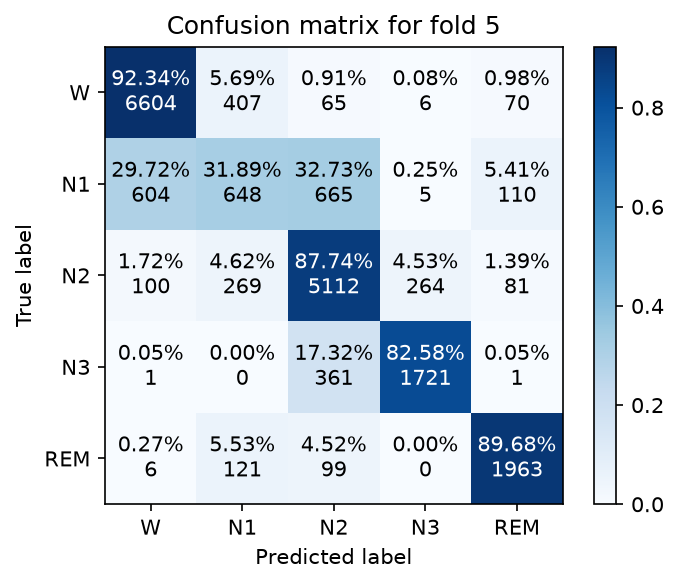 Confusion matrix for fold 5
True label
W
92.34% 5.69% 0.91% 0.08% 0.98%
6604 407 65 6 70
N1
29.72% 31.89% 32.73% 0.25% 5.41%
604 648 665 5 110
N2
1.72% 4.62% 87.74% 4.53% 1.39%
100 269 5112 264 81
N3
0.05% 0.00% 17.32% 82.58% 0.05%
1 0 361 1721 1
REM
0.27% 5.53% 4.52% 0.00% 89.68%
6 121 99 0 1963
W N1 N2 N3 REM
Predicted label
0.8
0.6
0.4
0.2
0.0